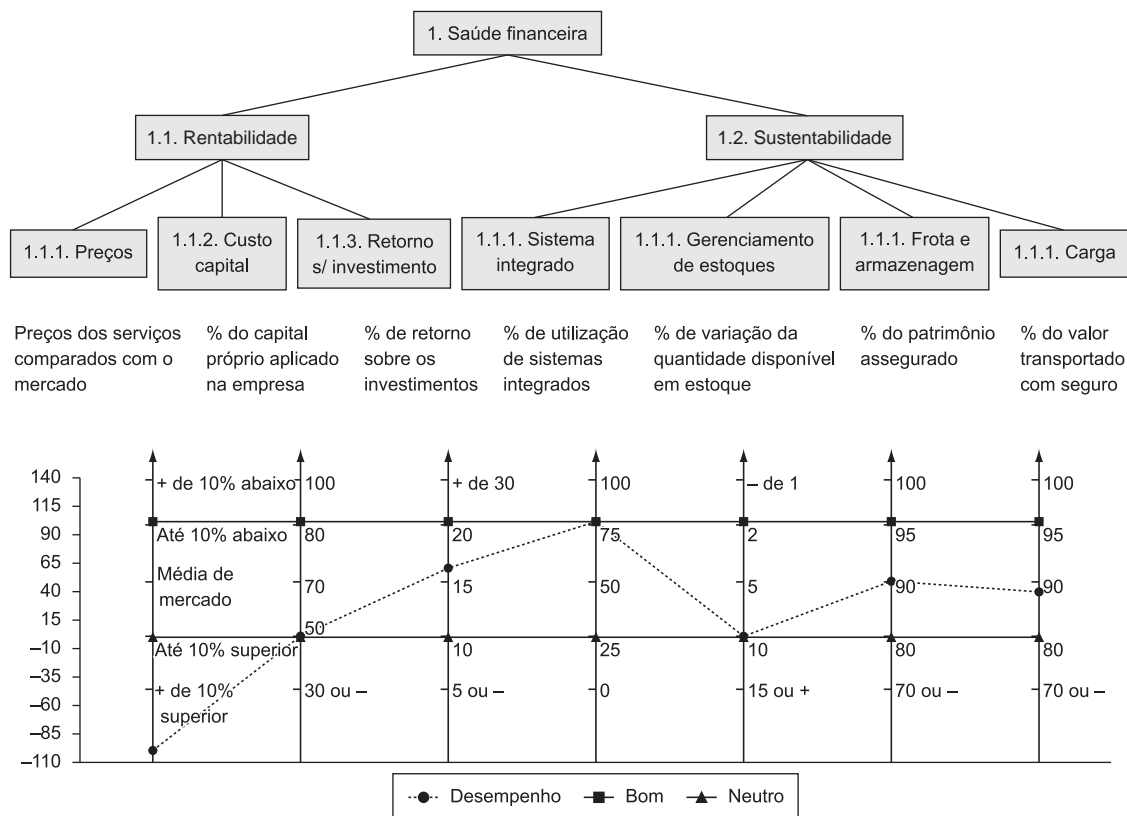 1. Saúde financeira
1.1. Rentabilidade
1.2. Sustentabilidade
1.1.1. Preços
1.1.2. Custo
capital
1.1.3. Retorno
s/ investimento
1.1.1. Sistema
integrado
1.1.1. Gerenciamento
de estoques
1.1.1. Frota e
armazenagem
1.1.1. Carga
Preços dos serviços
comparados com o
mercado
% do capital
próprio aplicado
na empresa
% de retorno
sobre os
investimentos
% de utilização
de sistemas
integrados
% de variação da
quantidade disponível
em estoque
% do patrimônio
assegurado
% do valor
transportado
com seguro
140
115
90
65
40
15
–10
–35
–60
–85
–110
+ de 10% abaixo
Até 10% abaixo
Média de
mercado
Até 10% superior
+ de 10%
superior
100
80
70
50
30 ou –
+ de 30
20
15
10
5 ou –
100
75
50
25
0
– de 1
2
5
10
15 ou +
100
95
90
80
70 ou –
100
95
90
80
70 ou –
Desempenho
Bom
Neutro